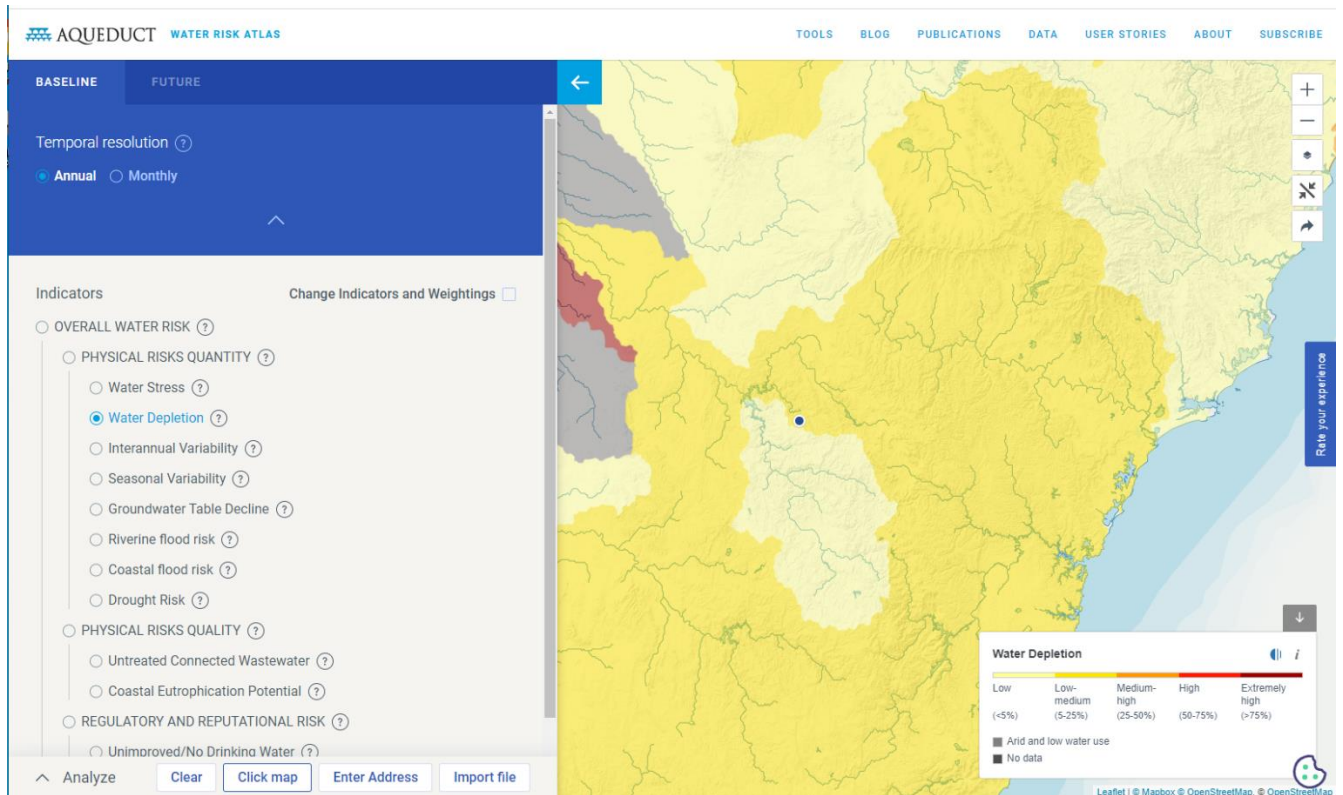 AQUEDUCT WATER RISK ATLAS
TOOLS BLOG PUBLICATIONS DATA USER STORIES ABOUT SUBSCRIBE
BASELINE FUTURE
Temporal resolution ?
Annual Monthly
Indicators Change Indicators and Weightings
OVERALL WATER RISK ?
PHYSICAL RISKS QUANTITY ?
Water Stress ?
Water Depletion ?
Interannual Variability ?
Seasonal Variability ?
Groundwater Table Decline ?
Riverine flood risk ?
Coastal flood risk ?
Drought Risk ?
PHYSICAL RISKS QUALITY ?
Untreated Connected Wastewater ?
Coastal Eutrophication Potential ?
REGULATORY AND REPUTATIONAL RISK ?
Unimproved/No Drinking Water ?
Analyze Clear Click map Enter Address Import file
Rate your experience
Water Depletion i
Low Low-medium Medium-high High Extremely high
(<5%) (5-25%) (25-50%) (50-75%) (>75%)
Arid and low water use
No data
Leaflet | © Mapbox © OpenStreetMap, © OpenStreetMap